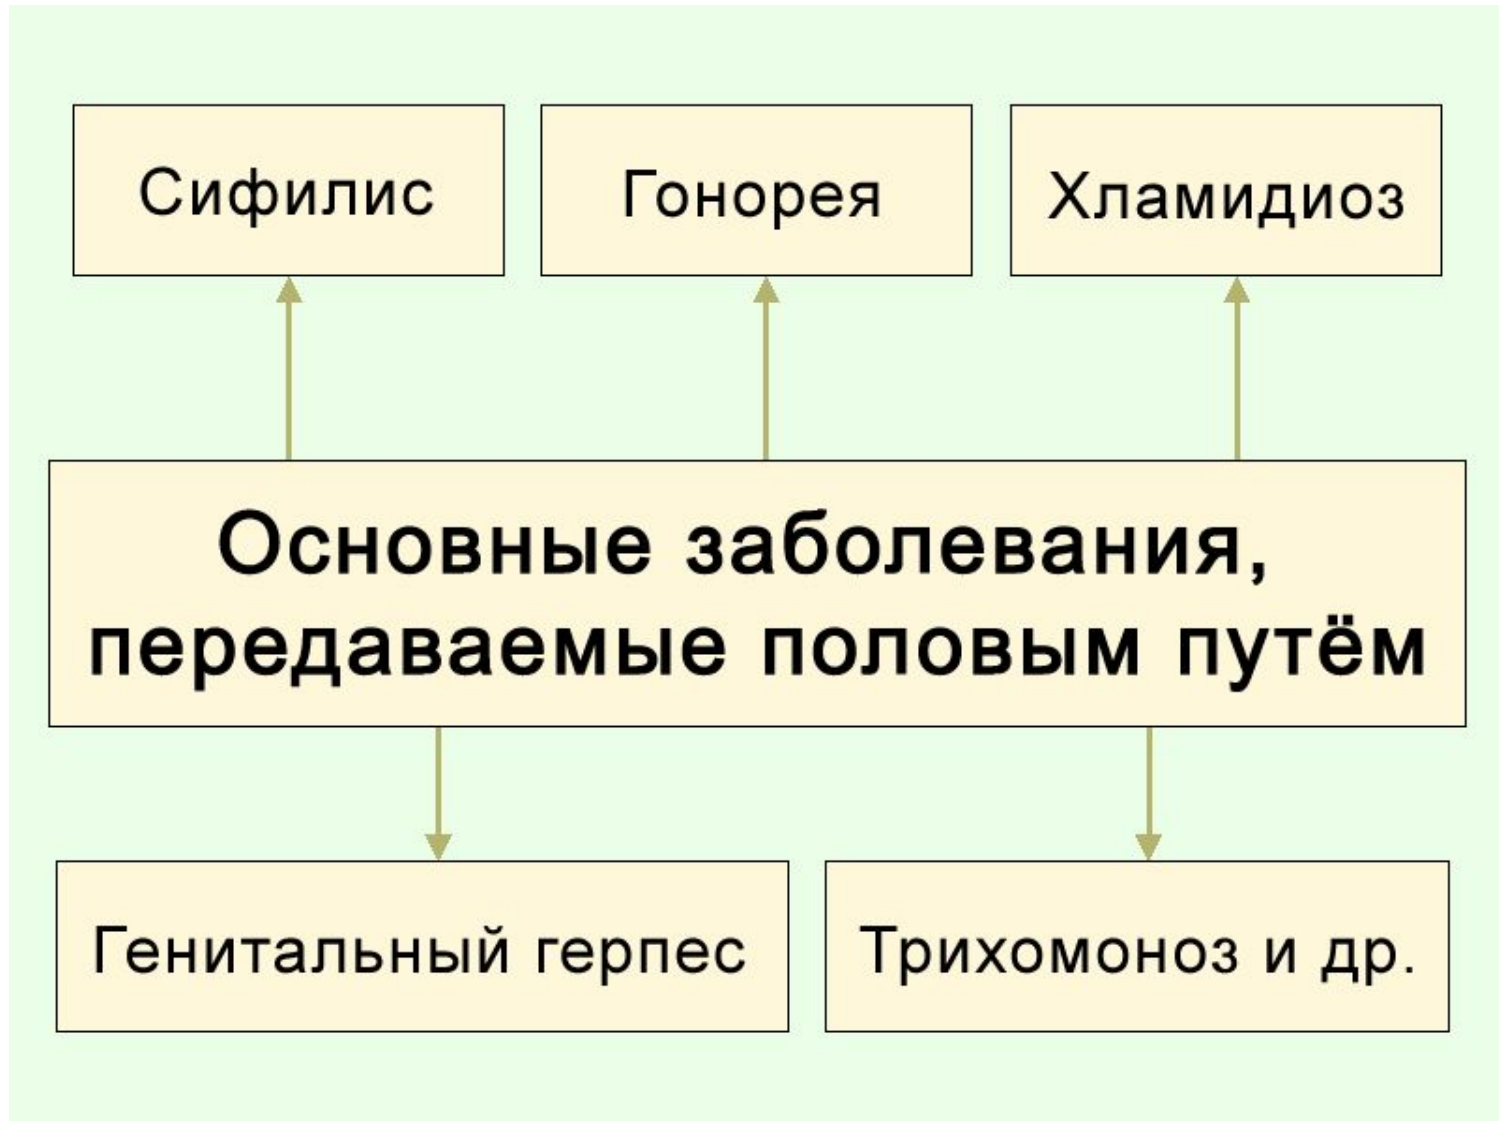 Сифилис
Гонорея
Хламидиоз
Основные заболевания,
передаваемые половым путём
Генитальный герпес
Трихомоноз и др.